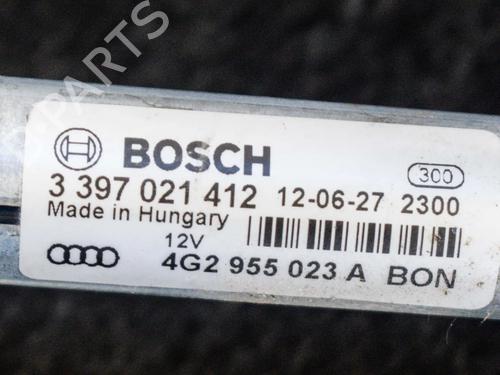 BOSCH
300
3 397 021 412 12-06-27 2300
Made in Hungary
12V
4G2 955 023 A BON